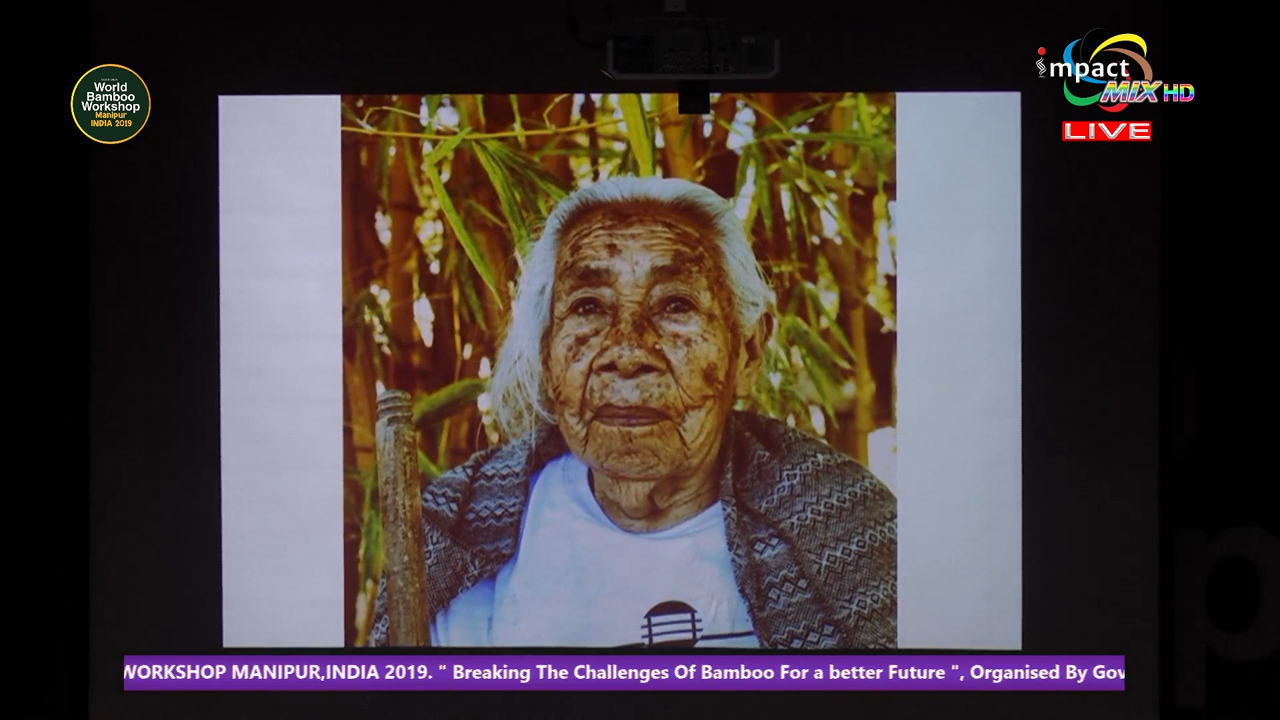 World
Bamboo
Workshop
Manipur
INDIA 2019
impact
MIX HD
LIVE
WORKSHOP MANIPUR,INDIA 2019. " Breaking The Challenges Of Bamboo For a better Future ", Organised By Gov